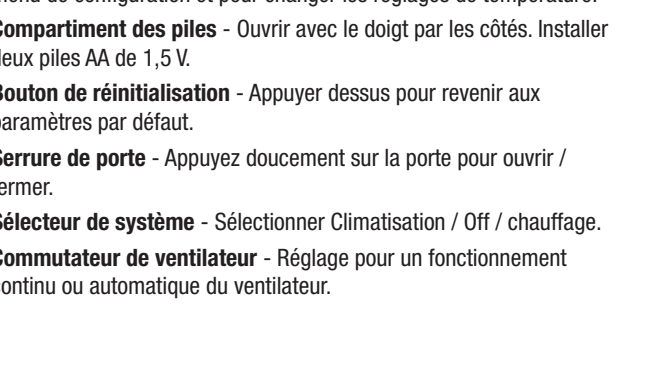 menu de configuration et pour changer les réglages de température.
Compartiment des piles - Ouvrir avec le doigt par les côtés. Installer
deux piles AA de 1,5 V.
Bouton de réinitialisation - Appuyer dessus pour revenir aux
paramètres par défaut.
Serrure de porte - Appuyez doucement sur la porte pour ouvrir /
fermer.
Sélecteur de système - Sélectionner Climatisation / Off / chauffage.
Commutateur de ventilateur - Réglage pour un fonctionnement
continu ou automatique du ventilateur.